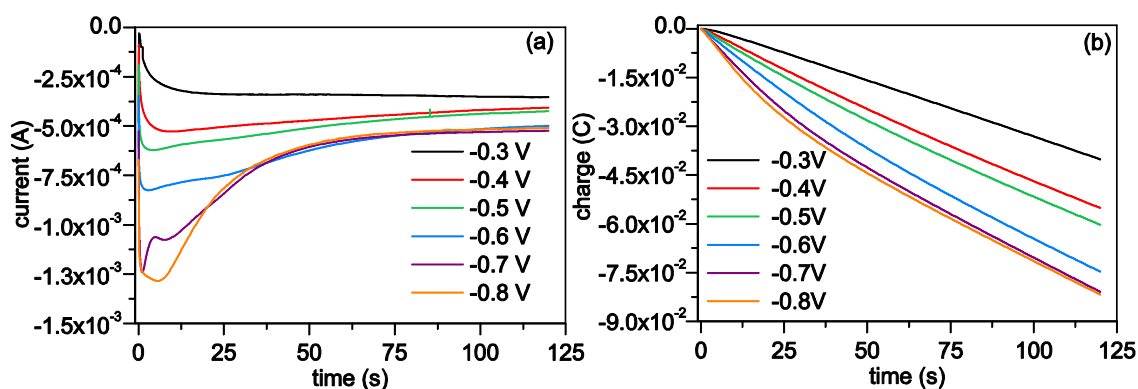 (a)
current (A)
0.0
-2.5x10⁻⁴
-5.0x10⁻⁴
-7.5x10⁻⁴
-1.0x10⁻³
-1.3x10⁻³
-1.5x10⁻³
-0.3 V
-0.4 V
-0.5 V
-0.6 V
-0.7 V
-0.8 V
0 25 50 75 100 125
time (s)
(b)
charge (C)
0.0
-1.5x10⁻²
-3.0x10⁻²
-4.5x10⁻²
-6.0x10⁻²
-7.5x10⁻²
-9.0x10⁻²
-0.3V
-0.4V
-0.5V
-0.6V
-0.7V
-0.8V
0 25 50 75 100 125
time (s)